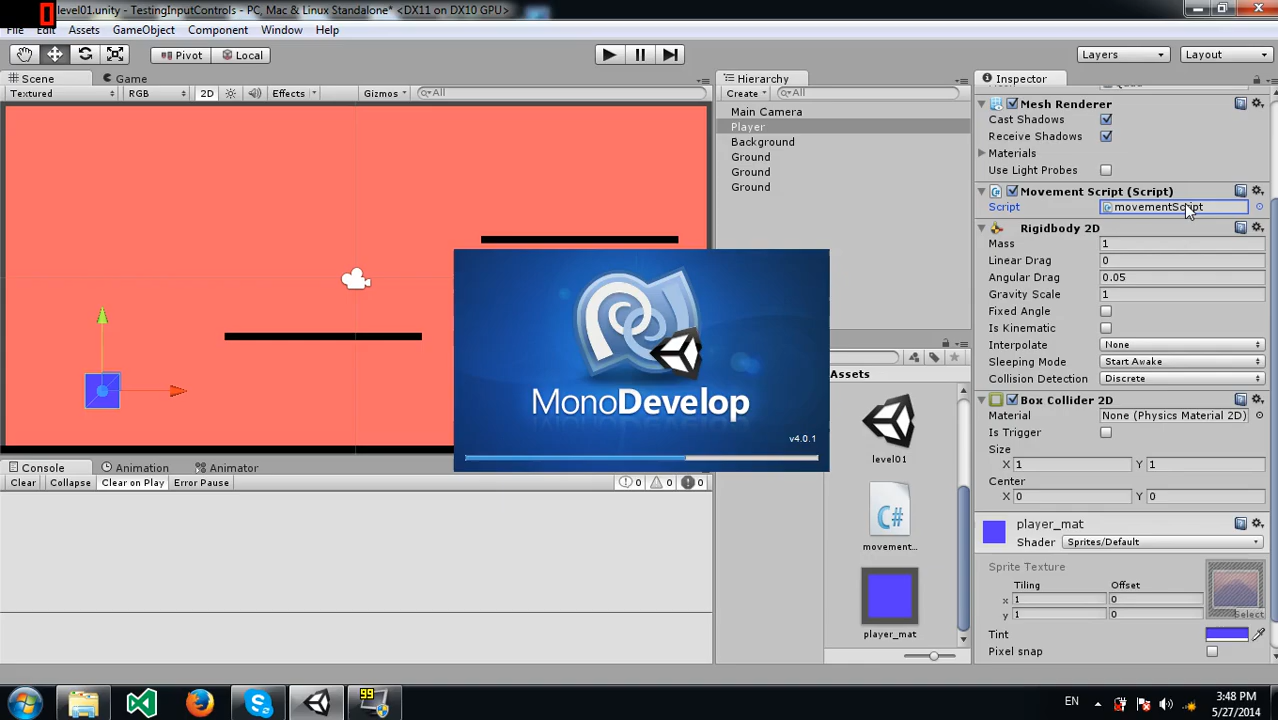 level01.unity - TestingInputControls - PC, Mac & Linux Standalone* <DX11 on DX10 GPU>
File Edit Assets GameObject Component Window Help
Pivot Local Layers Layout
Scene Game
Textured RGB 2D Effects Gizmos All
Hierarchy
Create All
Main Camera
Player
Background
Ground
Ground
Ground
Inspector
Mesh Renderer
Cast Shadows
Receive Shadows
Materials
Use Light Probes
Movement Script (Script)
Script movementScript
Rigidbody 2D
Mass 1
Linear Drag 0
Angular Drag 0.05
Gravity Scale 1
Fixed Angle
Is Kinematic
Interpolate None
Sleeping Mode Start Awake
Collision Detection Discrete
Box Collider 2D
Material None (Physics Material 2D)
Is Trigger
Size
X 1 Y 1
Center
X 0 Y 0
player_mat
Shader Sprites/Default
Sprite Texture
Tiling Offset
x 1 0
y 1 0
Select
Tint
Pixel snap
MonoDevelop
v4.0.1
Assets
level01
C#
movement...
player_mat
Console Animation Animator
Clear Collapse Clear on Play Error Pause 0 0 0
99
EN
3:48 PM
5/27/2014